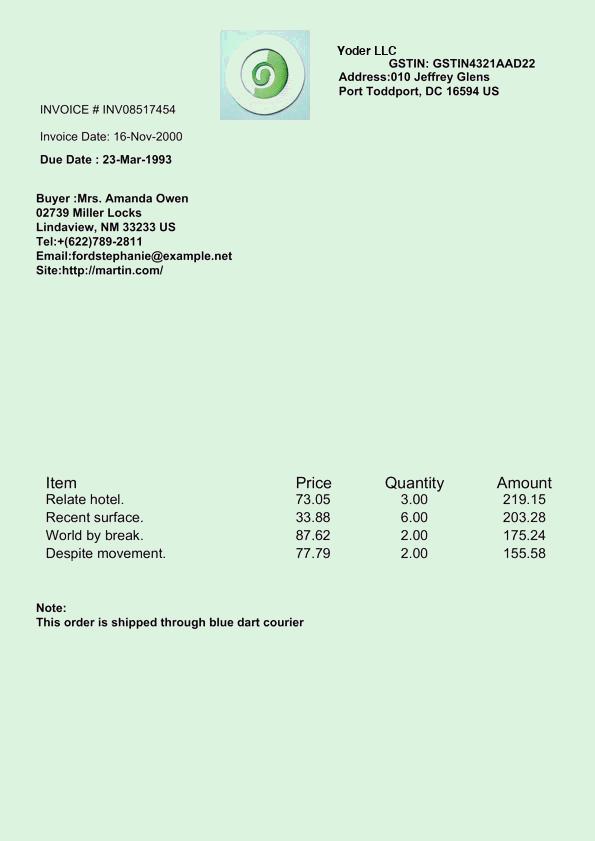 Yoder LLC
GSTIN: GSTIN4321AAD22
Address:010 Jeffrey Glens
Port Toddport, DC 16594 US
INVOICE # INV08517454
Invoice Date: 16-Nov-2000
Due Date : 23-Mar-1993
Buyer :Mrs. Amanda Owen
02739 Miller Locks
Lindaview, NM 33233 US
Tel:+(622)789-2811
Email:fordstephanie@example.net
Site:http://martin.com/
Item Price Quantity Amount
Relate hotel. 73.05 3.00 219.15
Recent surface. 33.88 6.00 203.28
World by break. 87.62 2.00 175.24
Despite movement. 77.79 2.00 155.58
Note:
This order is shipped through blue dart courier